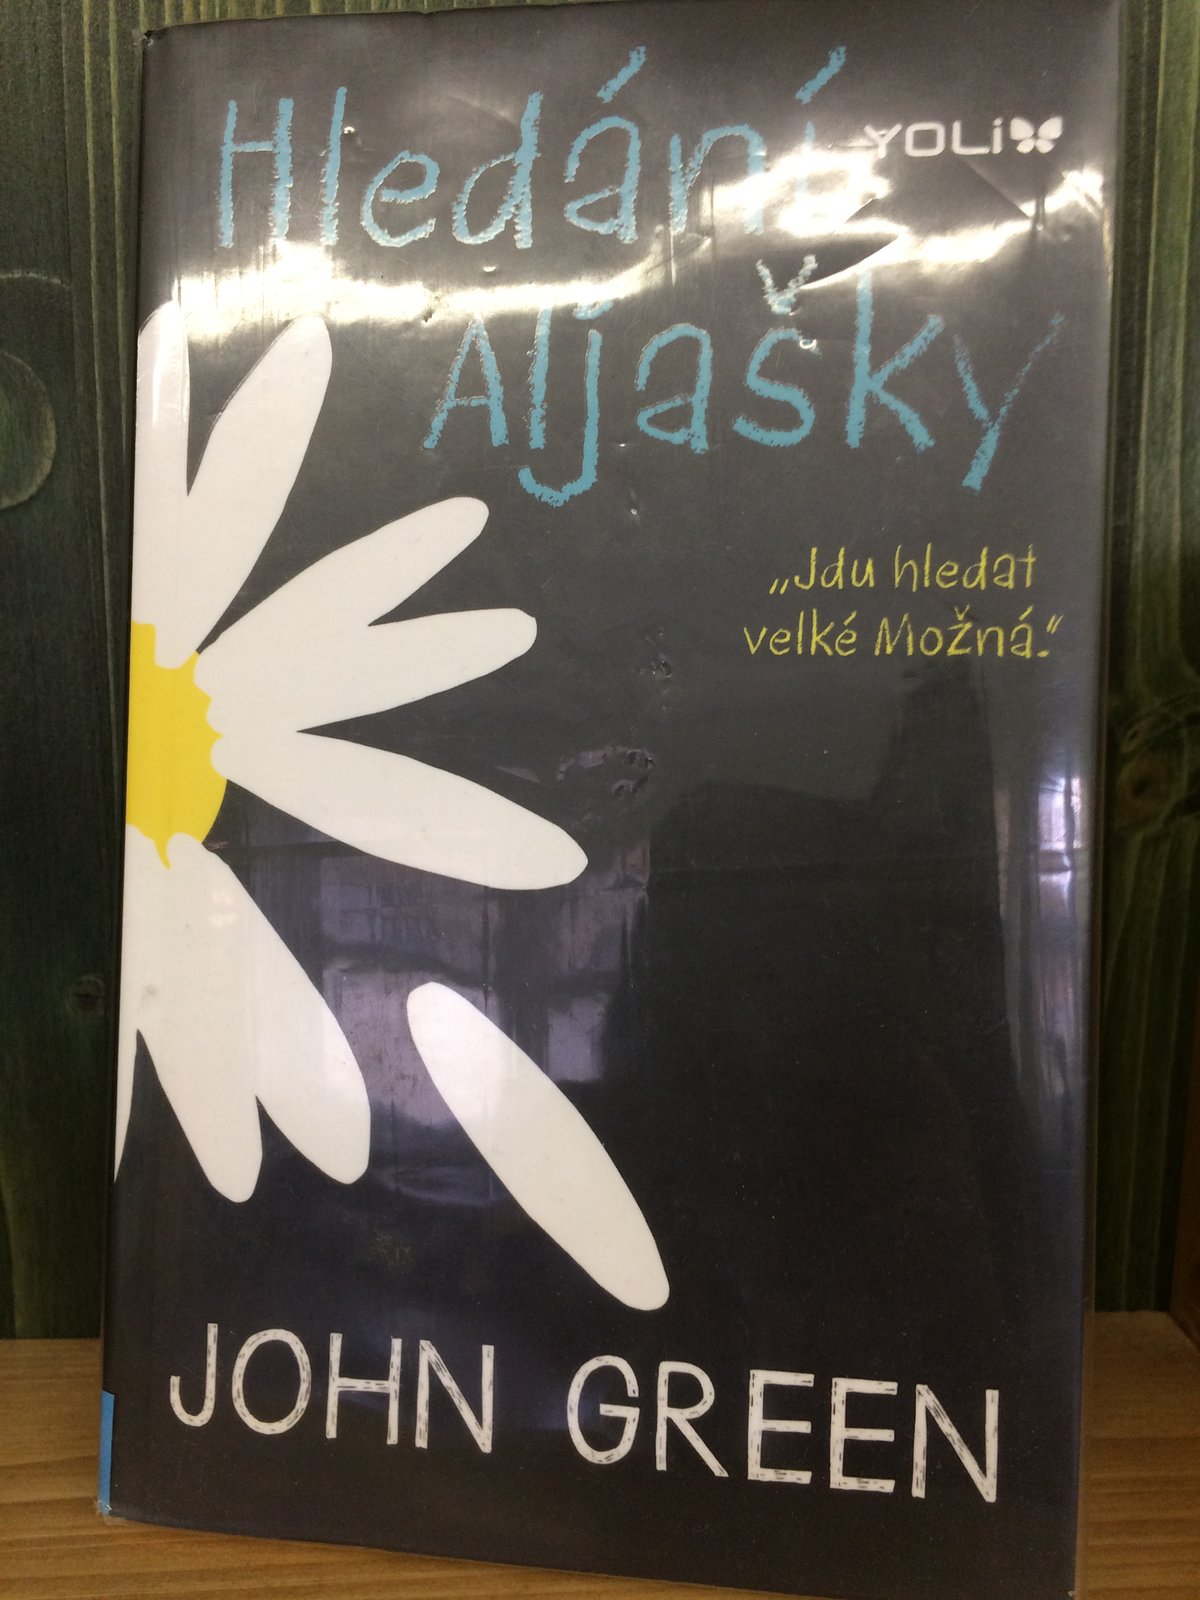 Hledání
YOLi
Aljašky
„Jdu hledat
velké Možná.“
JOHN GREEN